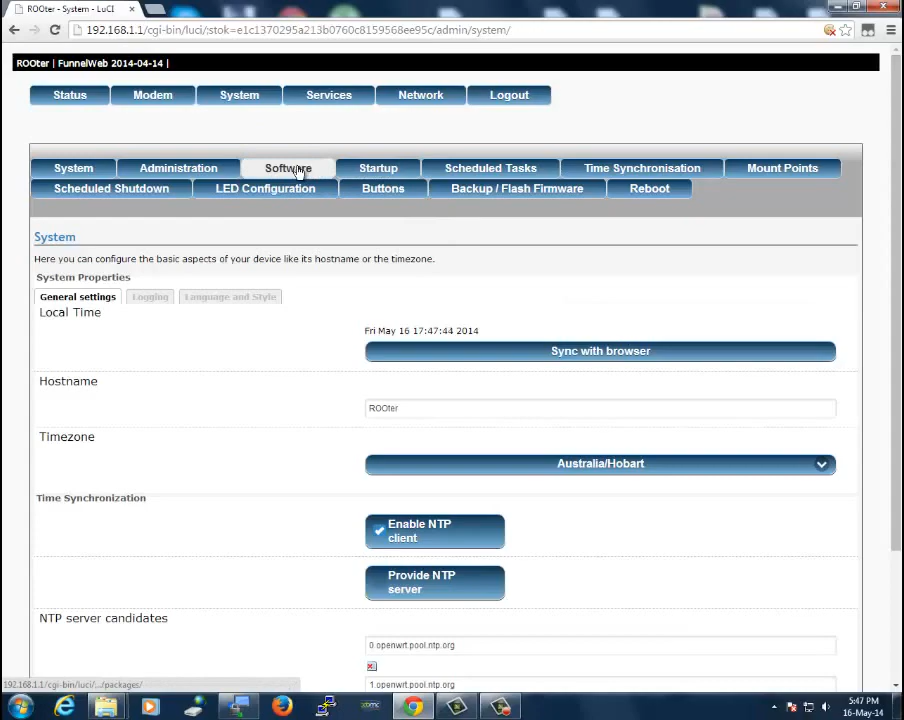 ROOter - System - LuCI
192.168.1.1/cgi-bin/luci/;stok=e1c1370295a213b0760c8159568ee95c/admin/system/
ROOter | FunnelWeb 2014-04-14 |
Status Modem System Services Network Logout
System Administration Software Startup Scheduled Tasks Time Synchronisation Mount Points
Scheduled Shutdown LED Configuration Buttons Backup / Flash Firmware Reboot
System
Here you can configure the basic aspects of your device like its hostname or the timezone.
System Properties
General settings Logging Language and Style
Local Time
Fri May 16 17:47:44 2014
Sync with browser
Hostname
ROOter
Timezone
Australia/Hobart
Time Synchronization
Enable NTP
client
Provide NTP
server
NTP server candidates
0.openwrt.pool.ntp.org
1.openwrt.pool.ntp.org
192.168.1.1/cgi-bin/luci/.../packages/
5:47 PM
16-May-14